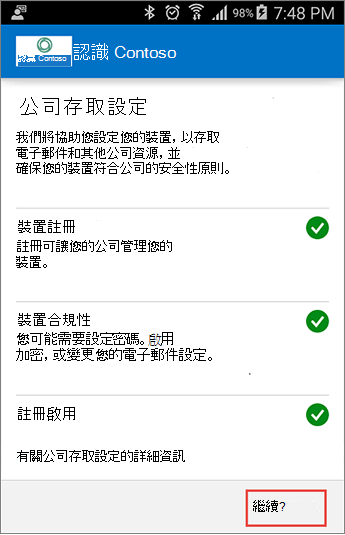 98% 7:48 PM
認識 Contoso 認識 Contoso
公司存取設定
我們將協助您設定您的裝置，以存取
電子郵件和其他公司資源，並
確保您的裝置符合公司的安全性原則。
裝置註冊
註冊可讓您的公司管理您的
裝置。
裝置合規性
您可能需要設定密碼。啟用
加密，或變更您的電子郵件設定。
註冊啟用
有關公司存取設定的詳細資訊
繼續?